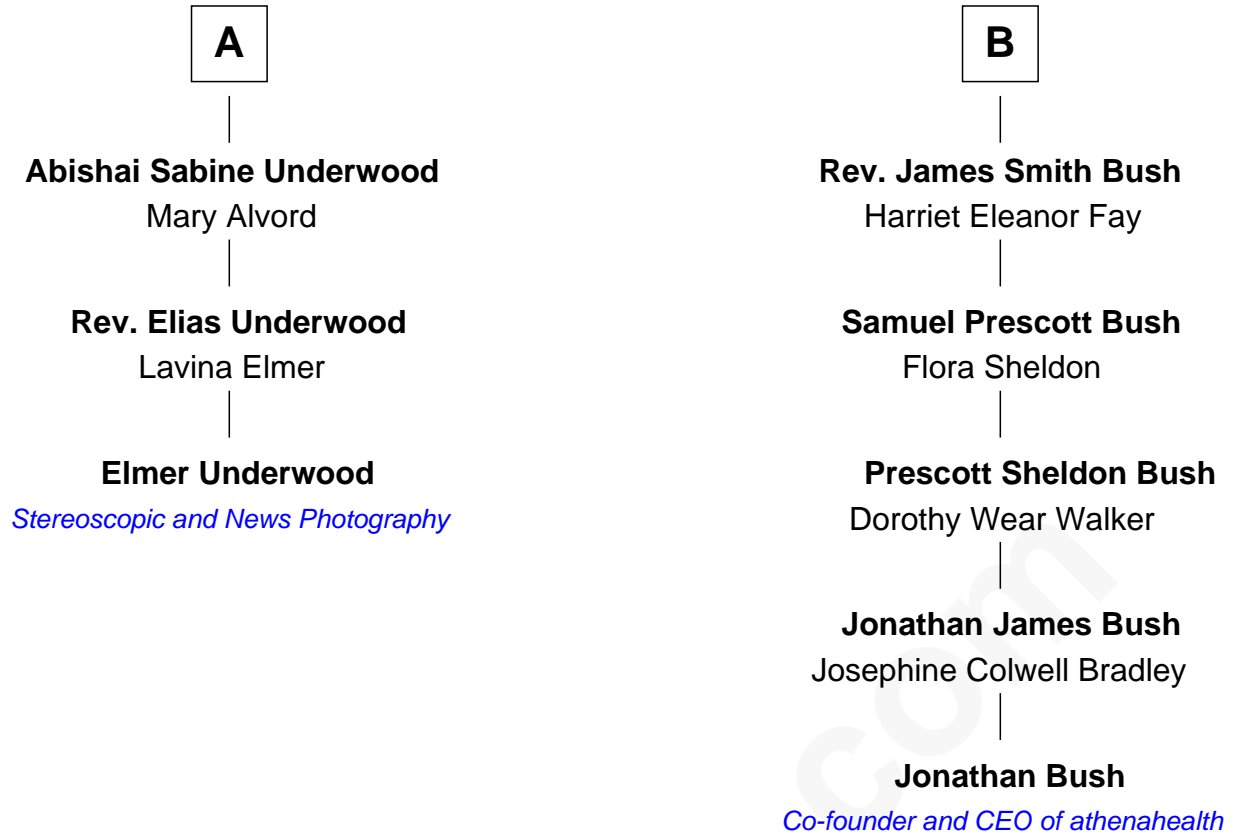 A
Abishai Sabine Underwood
Mary Alvord
Rev. Elias Underwood
Lavina Elmer
Elmer Underwood
Stereoscopic and News Photography
B
Rev. James Smith Bush
Harriet Eleanor Fay
Samuel Prescott Bush
Flora Sheldon
Prescott Sheldon Bush
Dorothy Wear Walker
Jonathan James Bush
Josephine Colwell Bradley
Jonathan Bush
Co-founder and CEO of athenahealth
com